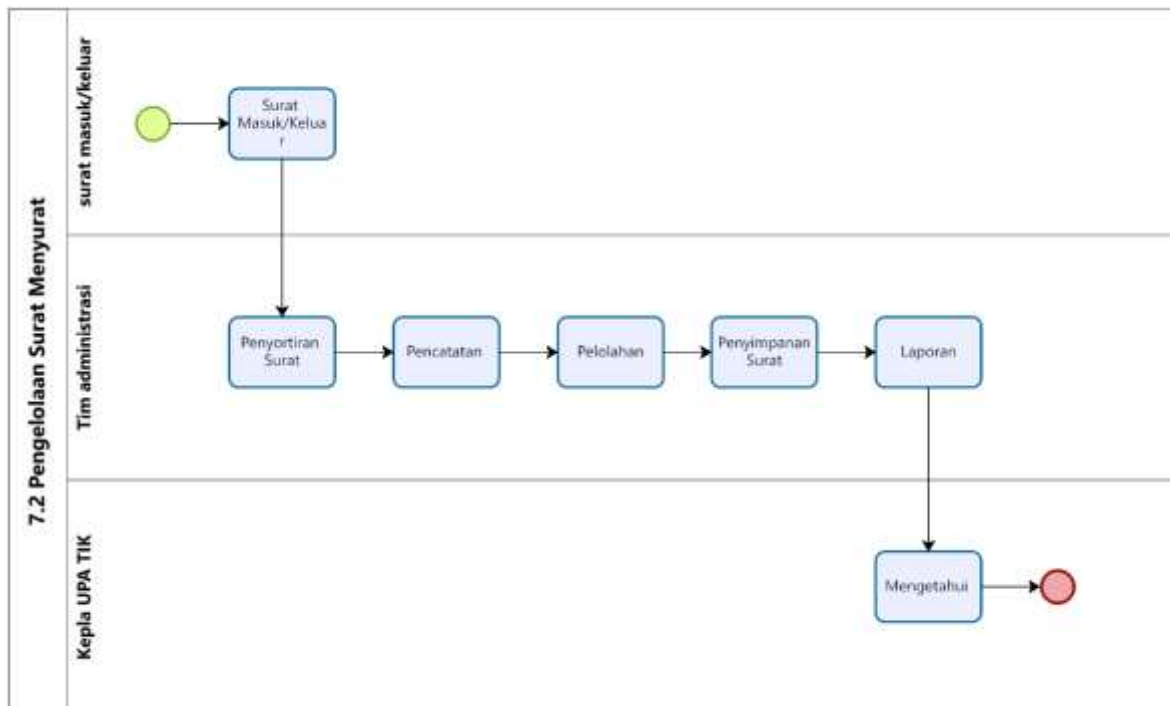 7.2 Pengelolaan Surat Menyurat
surat masuk/keluar
Surat
Masuk/Kelua
r
Tim administrasi
Penyortiran
Surat
Pencatatan
Pelolahan
Penyimpanan
Surat
Laporan
Kepla UPA TIK
Mengetahui